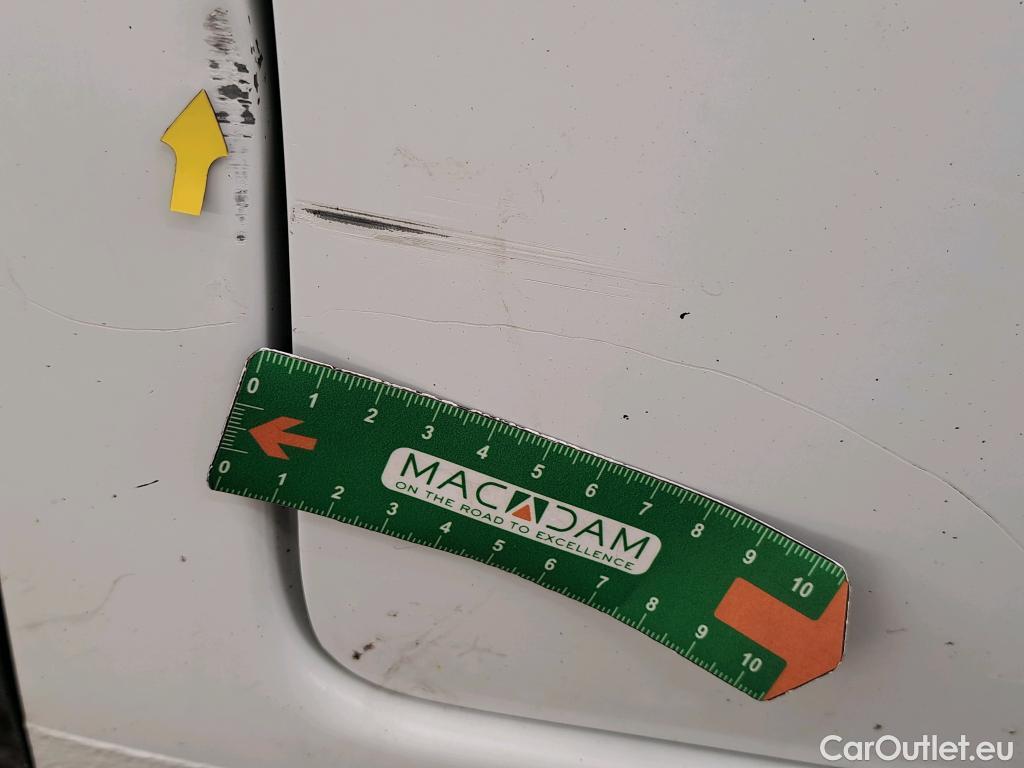 0 1 2 3 4 5 6 7 8 9 10
MACADAM
ON THE ROAD TO EXCELLENCE
0 1 2 3 4 5 6 7 8 9 10
CarOutlet.eu